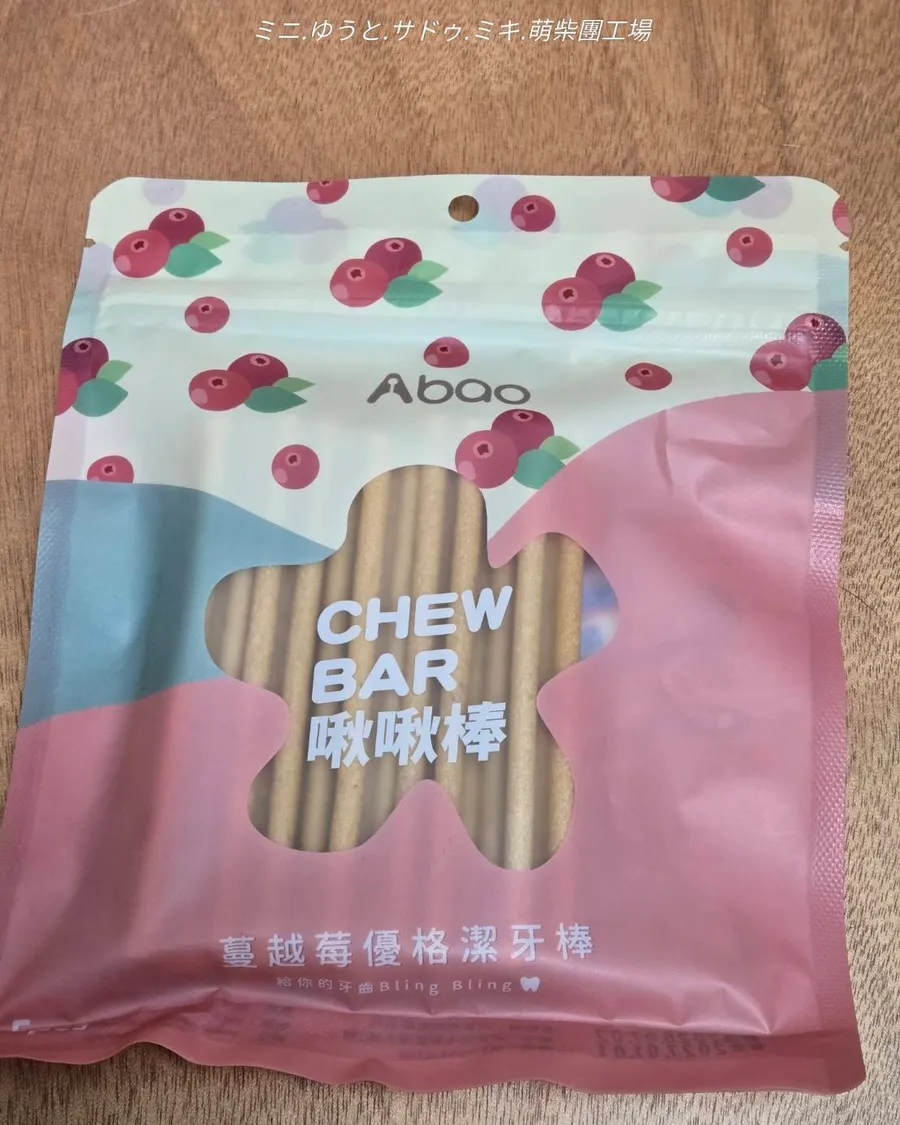 ミニ.ゆうと.サドゥ.ミキ.萌柴團工場
Abao
CHEW
BAR
啾啾棒
蔓越莓優格潔牙棒
給你的牙齒Bling Bling